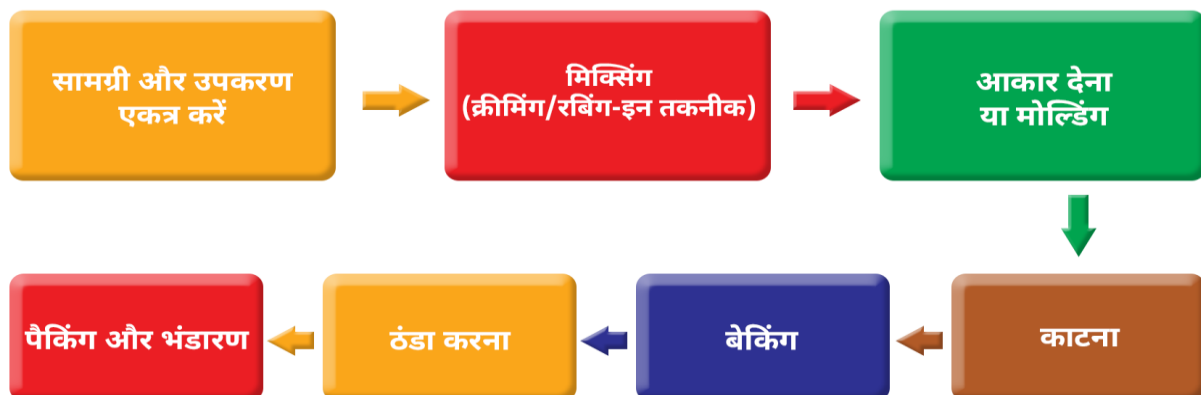 सामग्री और उपकरण
एकत्र करें
मिक्सिंग
(क्रीमिंग/रबिंग-इन तकनीक)
आकार देना
या मोल्डिंग
काटना
बेकिंग
ठंडा करना
पैकिंग और भंडारण